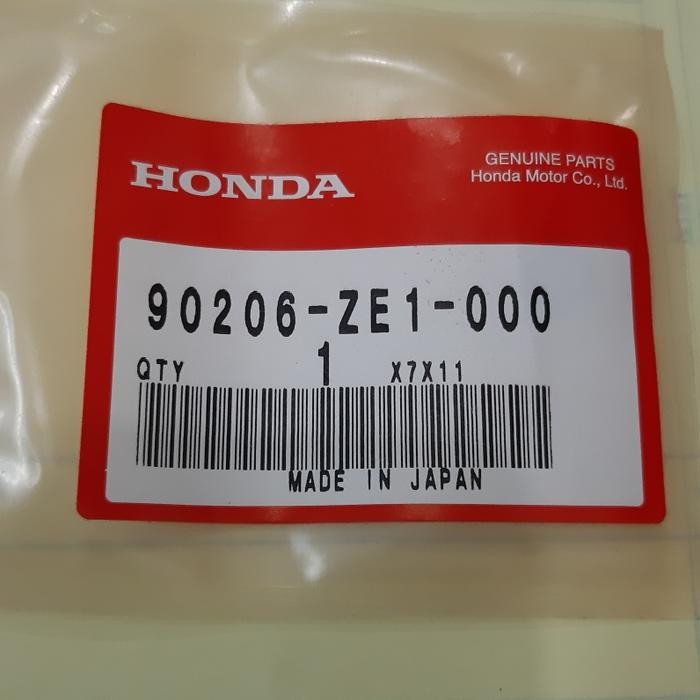 HONDA
GENUINE PARTS
Honda Motor Co., Ltd.
90206-ZE1-000
QTY 1 X7X11
MADE IN JAPAN